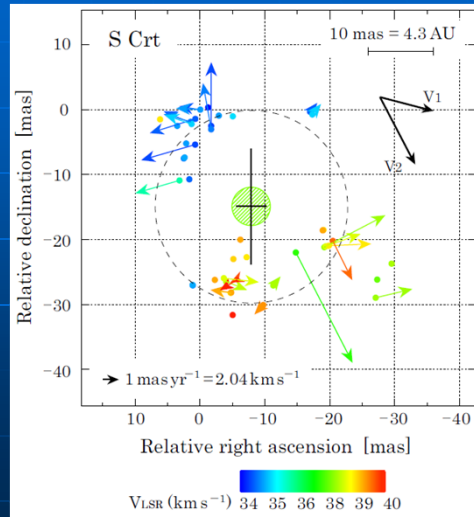 S Crt
10 mas = 4.3 AU
V1
V2
Relative declination [mas]
10
0
−10
−20
−30
−40
1 mas yr−1=2.04 km s−1
10
0
−10
−20
−30
−40
Relative right ascension [mas]
VLSR (km s−1)
34
35
36
37
38
39
40